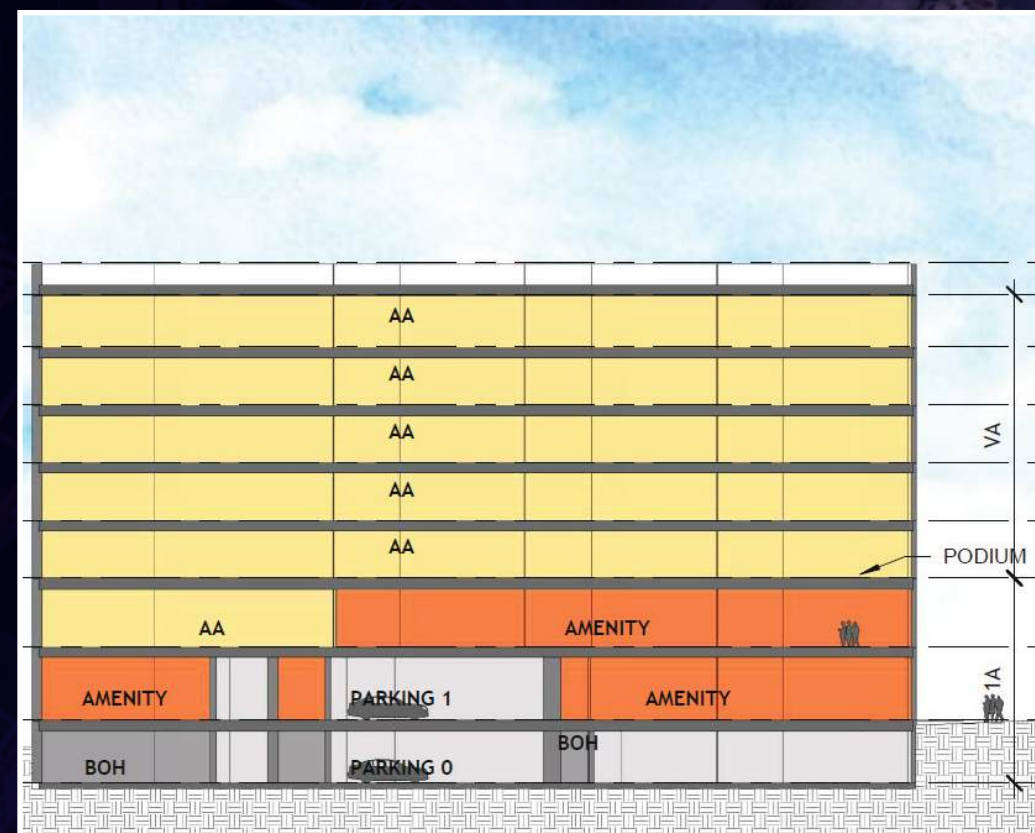 AA
AA
AA
VA
AA
AA
PODIUM
AA
AMENITY
AMENITY
PARKING 1
AMENITY
1A
BOH
BOH
PARKING 0